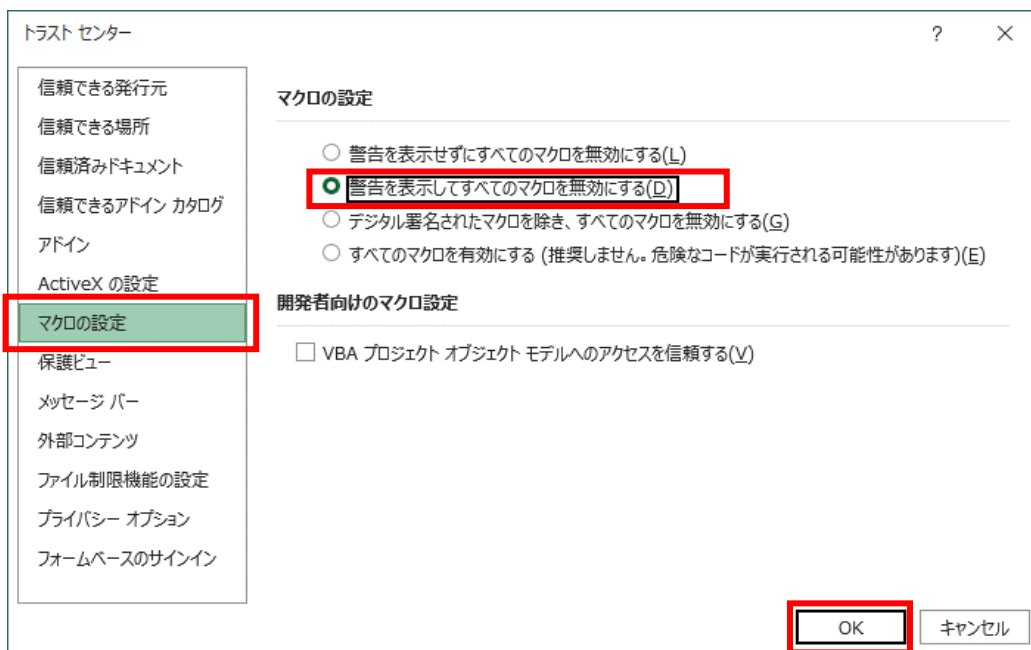 トラスト センター
?
×
信頼できる発行元
信頼できる場所
信頼済みドキュメント
信頼できるアドイン カタログ
アドイン
ActiveX の設定
マクロの設定
保護ビュー
メッセージ バー
外部コンテンツ
ファイル制限機能の設定
プライバシー オプション
フォームベースのサインイン
マクロの設定
警告を表示せずにすべてのマクロを無効にする(L)
警告を表示してすべてのマクロを無効にする(D)
デジタル署名されたマクロを除き、すべてのマクロを無効にする(G)
すべてのマクロを有効にする (推奨しません。危険なコードが実行される可能性があります)(E)
開発者向けのマクロ設定
VBA プロジェクト オブジェクト モデルへのアクセスを信頼する(V)
OK
キャンセル